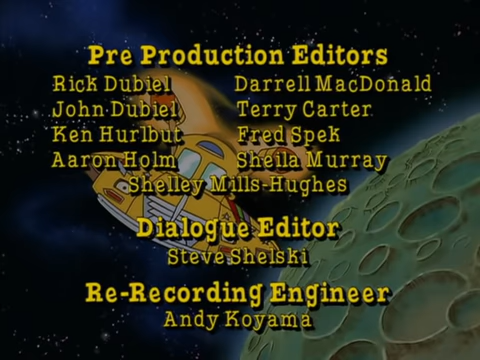 Pre Production Editors
Rick Dubiel Darrell MacDonald
John Dubiel Terry Carter
Ken Hurlbut Fred Spek
Aaron Holm Sheila Murray
Shelley Mills-Hughes
Dialogue Editor
Steve Shelski
Re-Recording Engineer
Andy Koyama